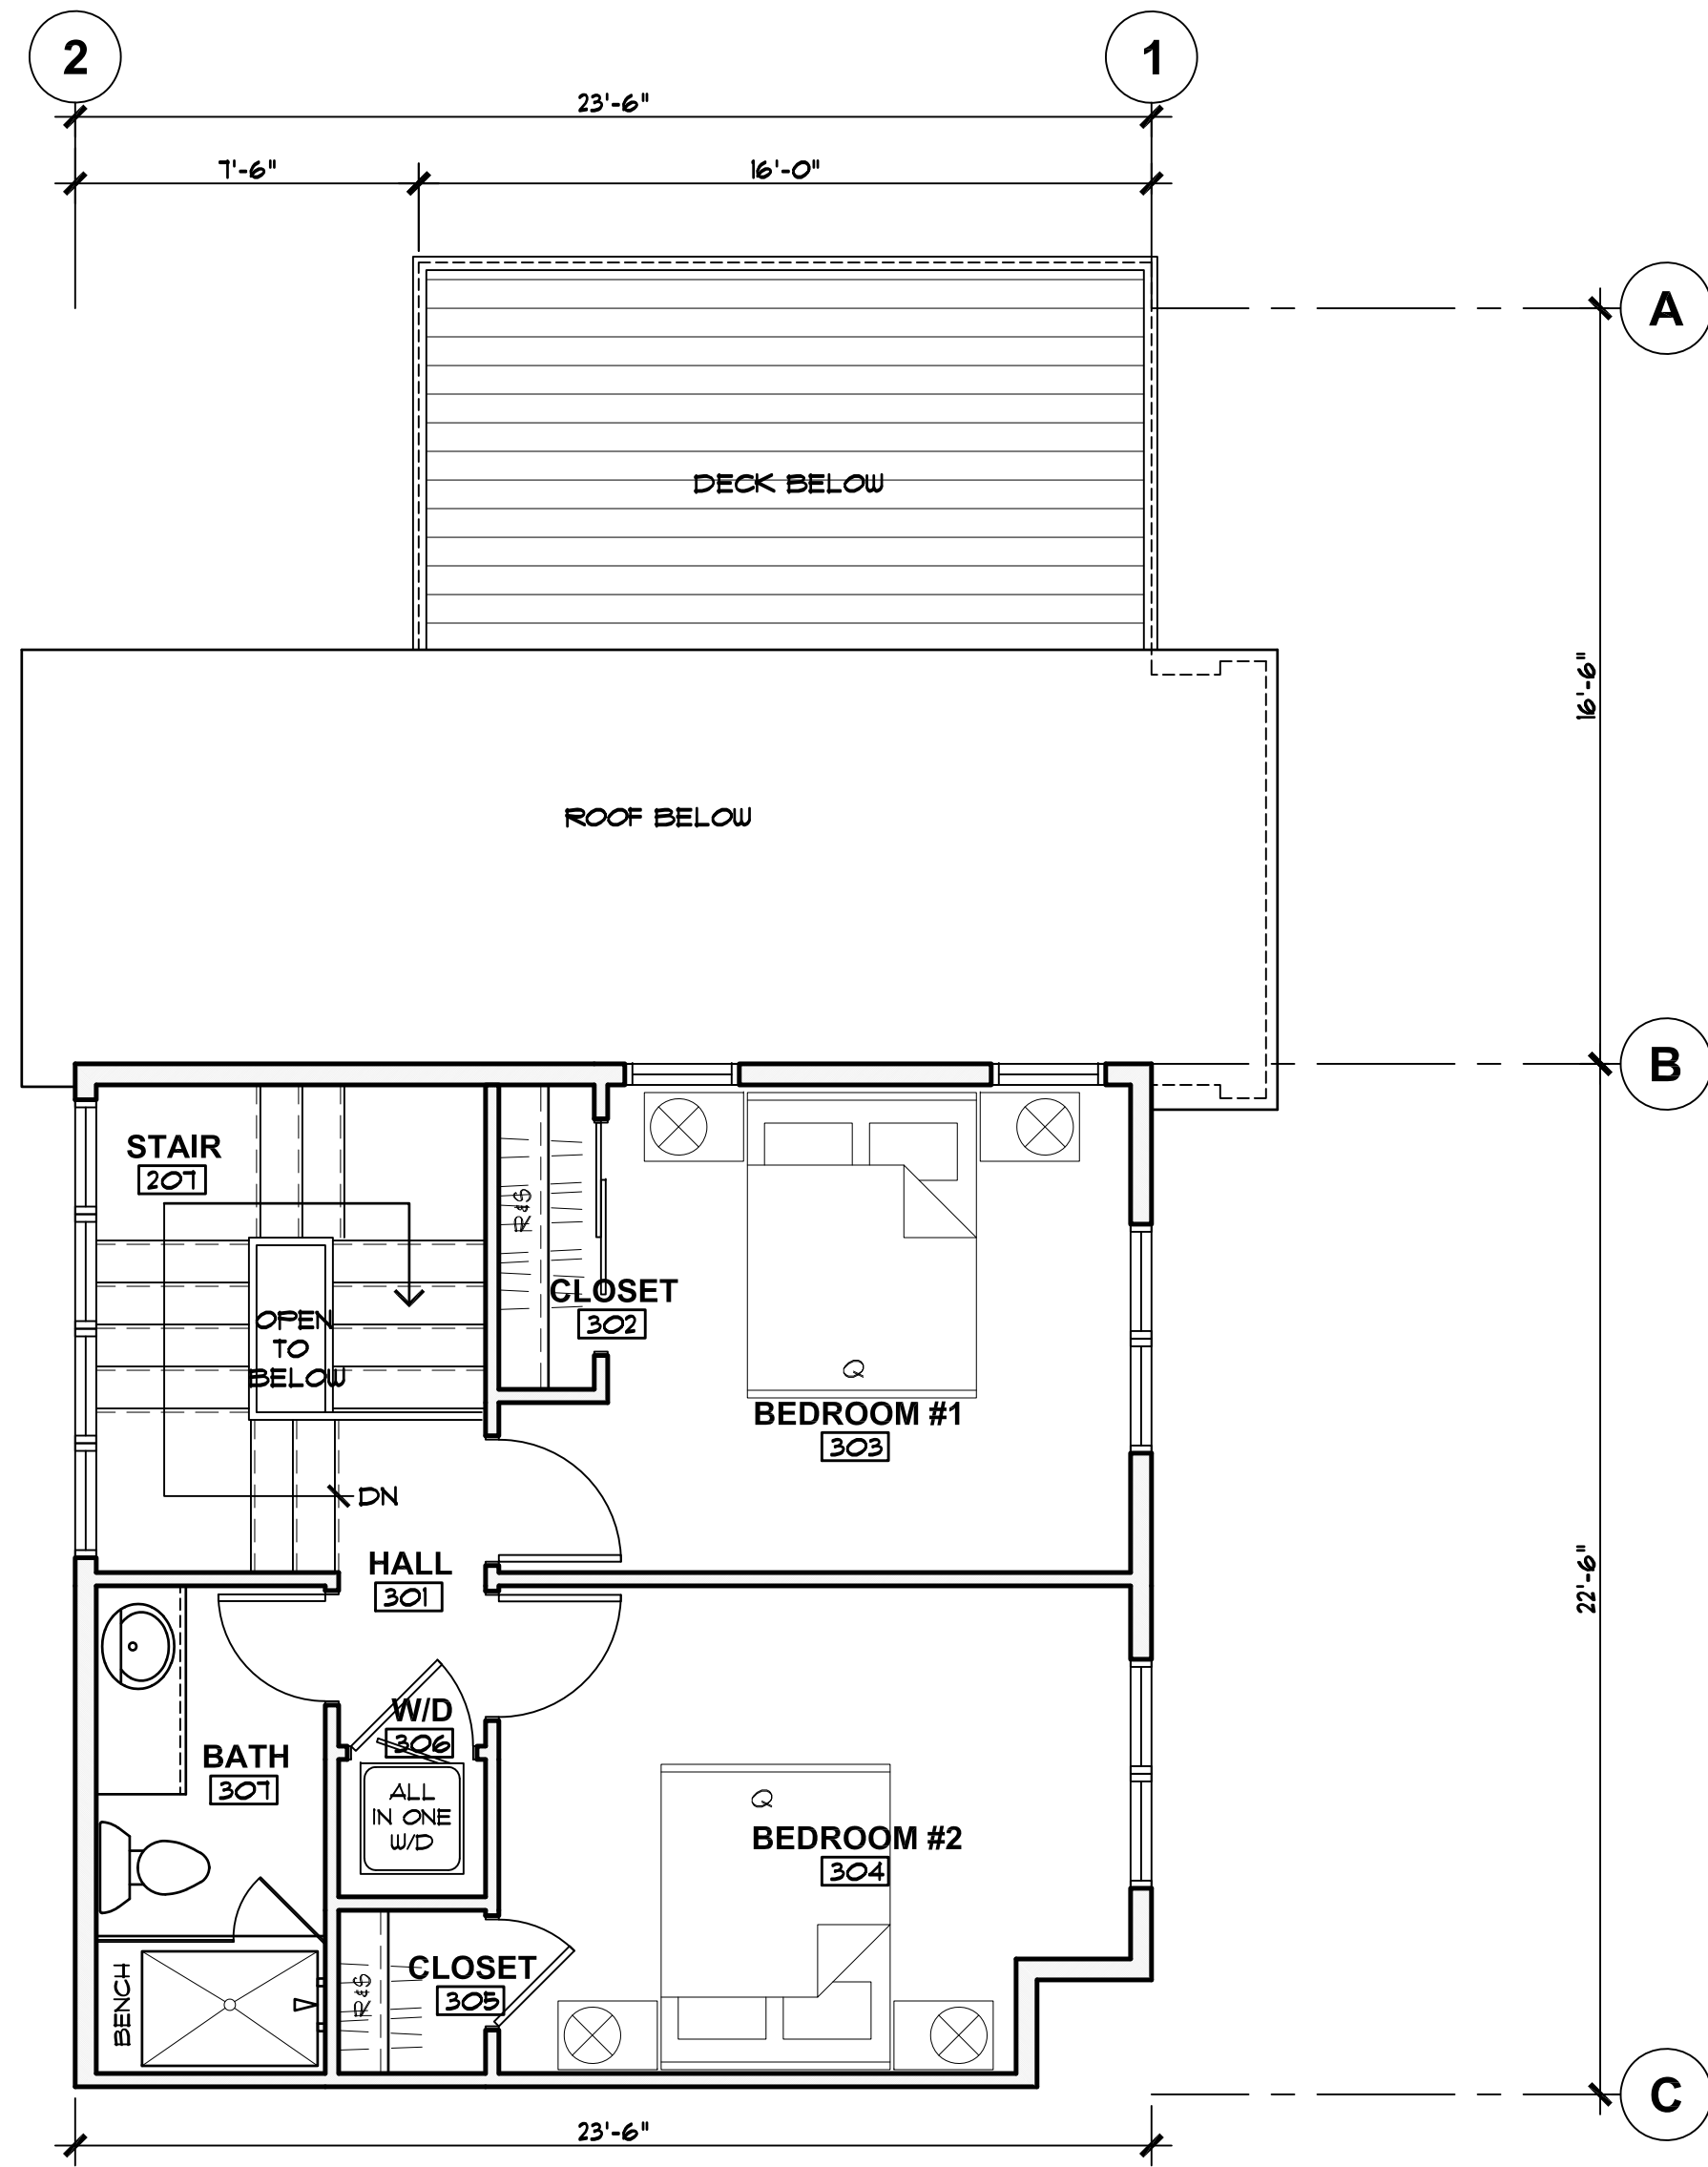 2
1
23'-6"
7'-6"
16'-0"
A
DECK BELOW
16'-6"
ROOF BELOW
B
STAIR
207
R&S
CLOSET
302
OPEN
TO
BELOW
Q
BEDROOM #1
303
DN
HALL
301
22'-6"
W/D
306
BATH
307
ALL
IN ONE
W/D
Q
BEDROOM #2
304
BENCH
R&S
CLOSET
305
C
23'-6"